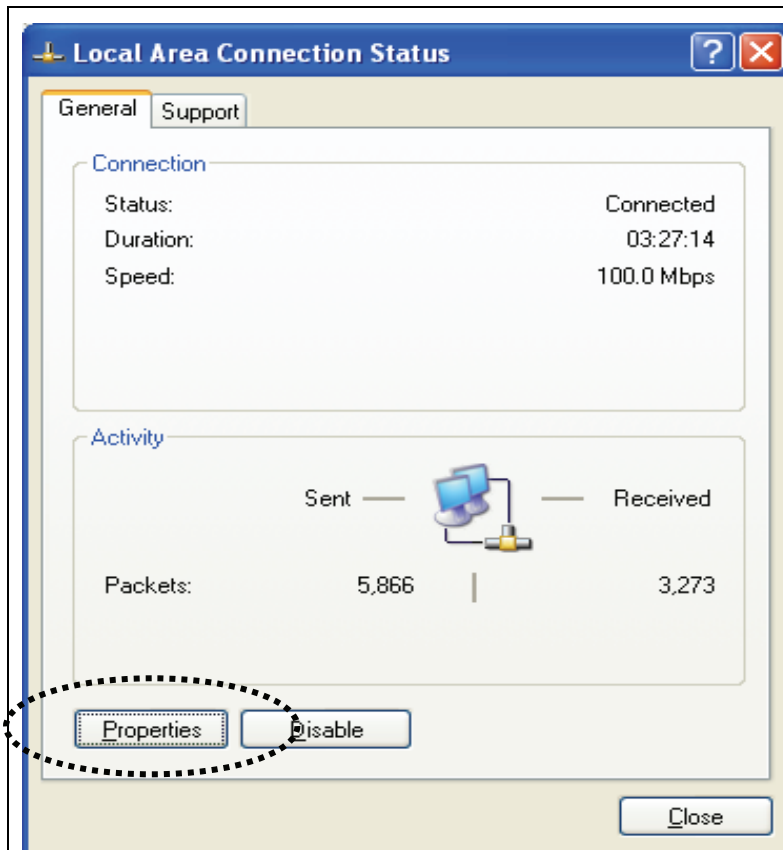 Local Area Connection Status
General Support
Connection
Status: Connected
Duration: 03:27:14
Speed: 100.0 Mbps
Activity
Sent Received
Packets: 5,866 3,273
Properties Disable
Close